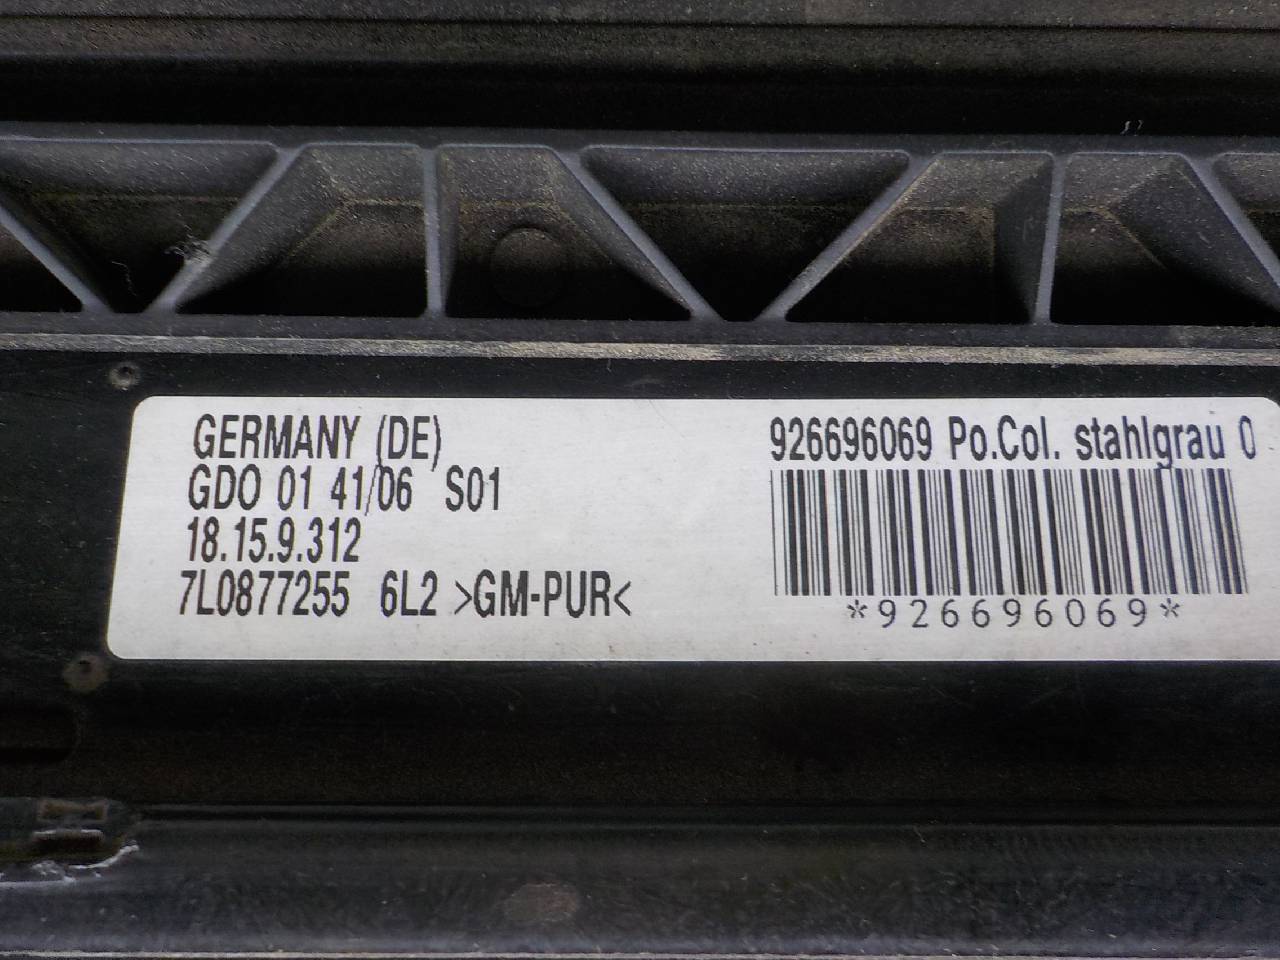 GERMANY (DE)
GDO 01 41/06 S01
18.15.9.312
7L0877255 6L2 >GM-PUR<
926696069 Po.Col. stahlgrau 0
*926696069*